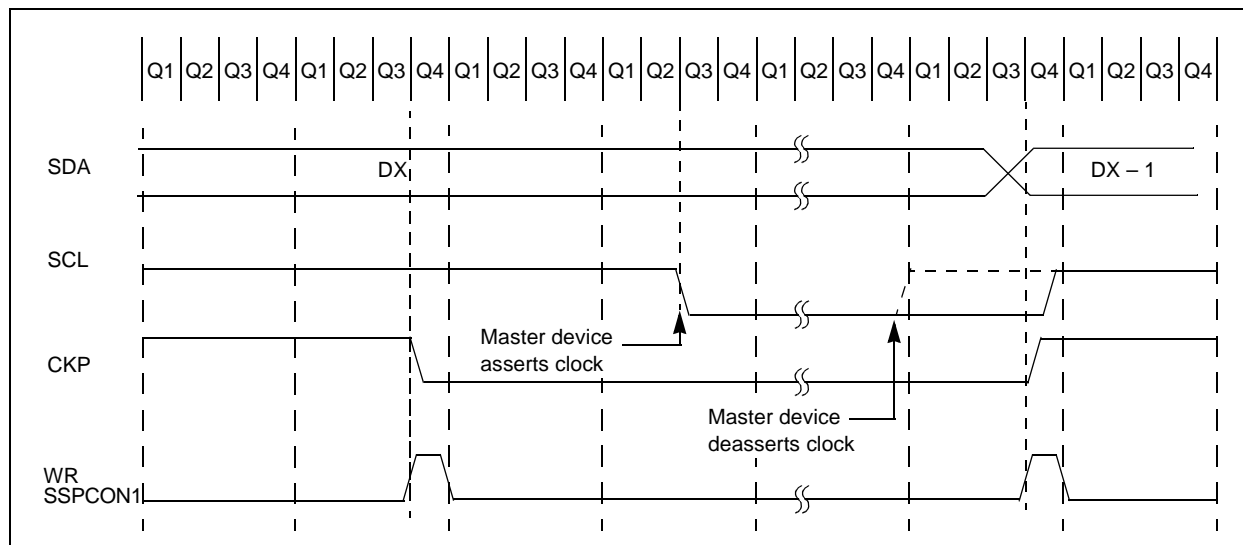 Q1 Q2 Q3 Q4 Q1 Q2 Q3 Q4 Q1 Q2 Q3 Q4 Q1 Q2 Q3 Q4 Q1 Q2 Q3 Q4 Q1 Q2 Q3 Q4 Q1 Q2 Q3 Q4
SDA
DX
DX – 1
SCL
Master device
asserts clock
CKP
Master device
deasserts clock
WR
SSPCON1